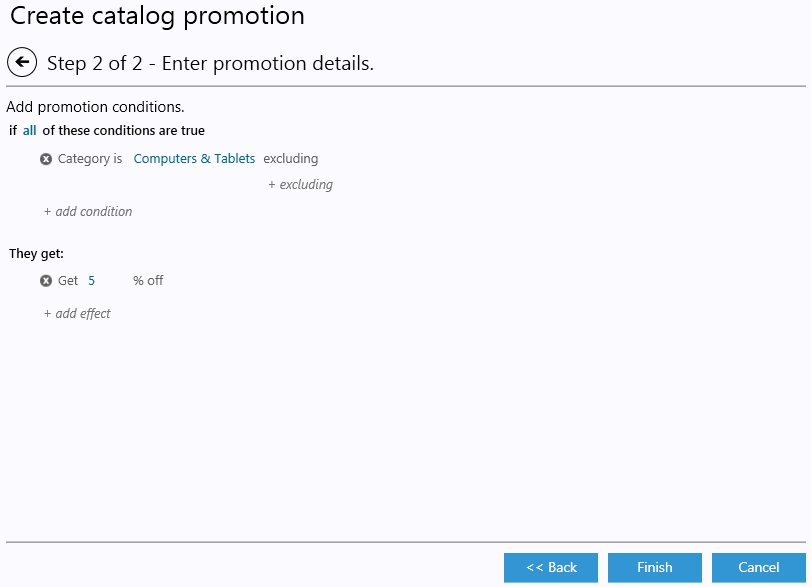 Create catalog promotion
Step 2 of 2 - Enter promotion details.
Add promotion conditions.
if all of these conditions are true
Category is Computers & Tablets excluding
+ excluding
+ add condition
They get:
Get 5 % off
+ add effect
<< Back Finish Cancel